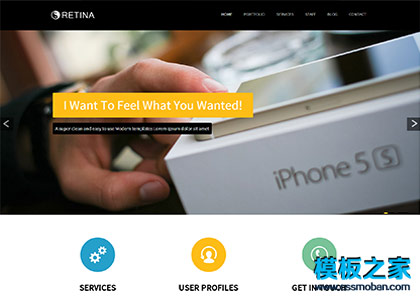 RETINA
HOME PORTFOLIO SERVICES STAFF BLOG CONTACT
I Want To Feel What You Wanted!
A super clean and easy to use Modern template Lorem ipsum dolor sit amet
iPhone 5 S
SERVICES
USER PROFILES
GET IN TOUCH
模板之家
www.cssmoban.com